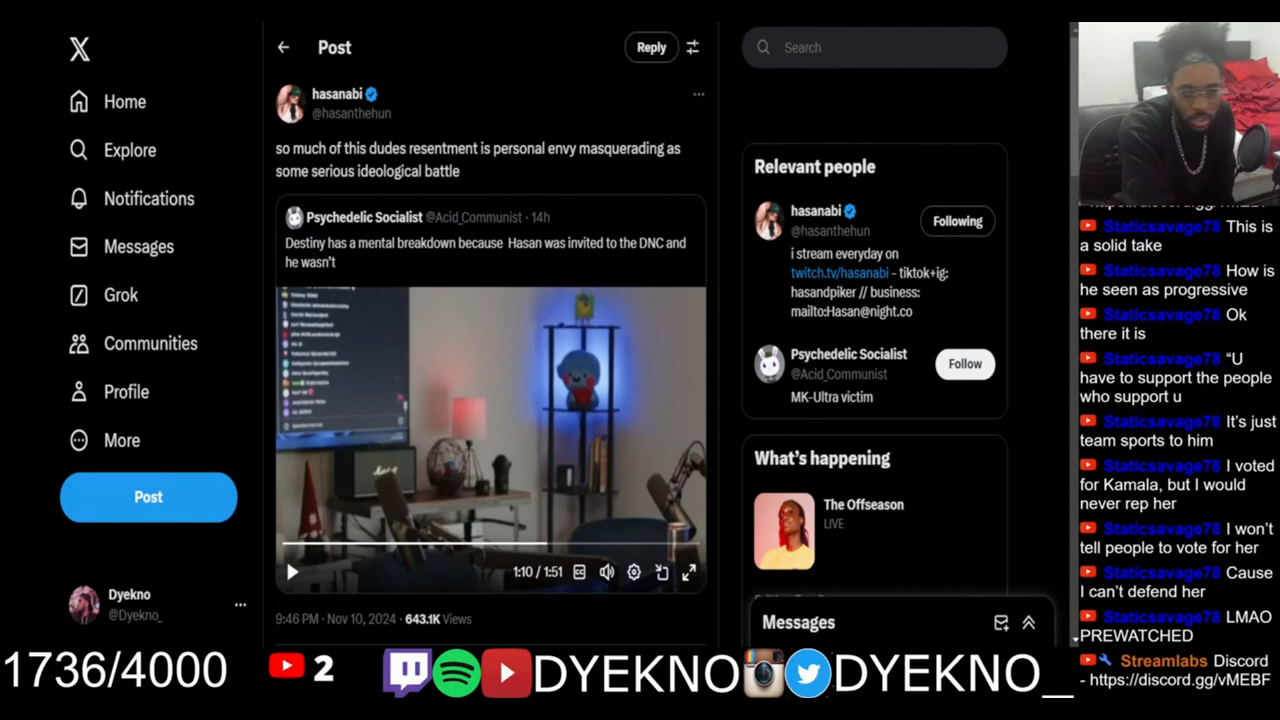 Home
Explore
Notifications
Messages
Grok
Communities
Profile
More
Post
Dyekno
@Dyekno_
Post
Reply
hasanabi
@hasanthehun
so much of this dudes resentment is personal envy masquerading as
some serious ideological battle
Psychedelic Socialist @Acid_Communist · 14h
Destiny has a mental breakdown because Hasan was invited to the DNC and
he wasn't
1:10 / 1:51
9:46 PM · Nov 10, 2024 · 643.1K Views
Search
Relevant people
hasanabi
@hasanthehun
Following
i stream everyday on
twitch.tv/hasanabi - tiktok+ig:
hasandpiker // business:
mailto:Hasan@night.co
Psychedelic Socialist
@Acid_Communist
Follow
MK-Ultra victim
What's happening
The Offseason
LIVE
Messages
Staticsavage78 This is
a solid take
Staticsavage78 How is
he seen as progressive
Staticsavage78 Ok
there it is
Staticsavage78 “U
have to support the people
who support u
Staticsavage78 It's just
team sports to him
Staticsavage78 I voted
for Kamala, but I would
never rep her
Staticsavage78 I won't
tell people to vote for her
Staticsavage78 Cause
I can't defend her
Staticsavage78 LMAO
PREWATCHED
Streamlabs Discord
- https://discord.gg/vMEBF
1736/4000
2
DYEKNO
DYEKNO_